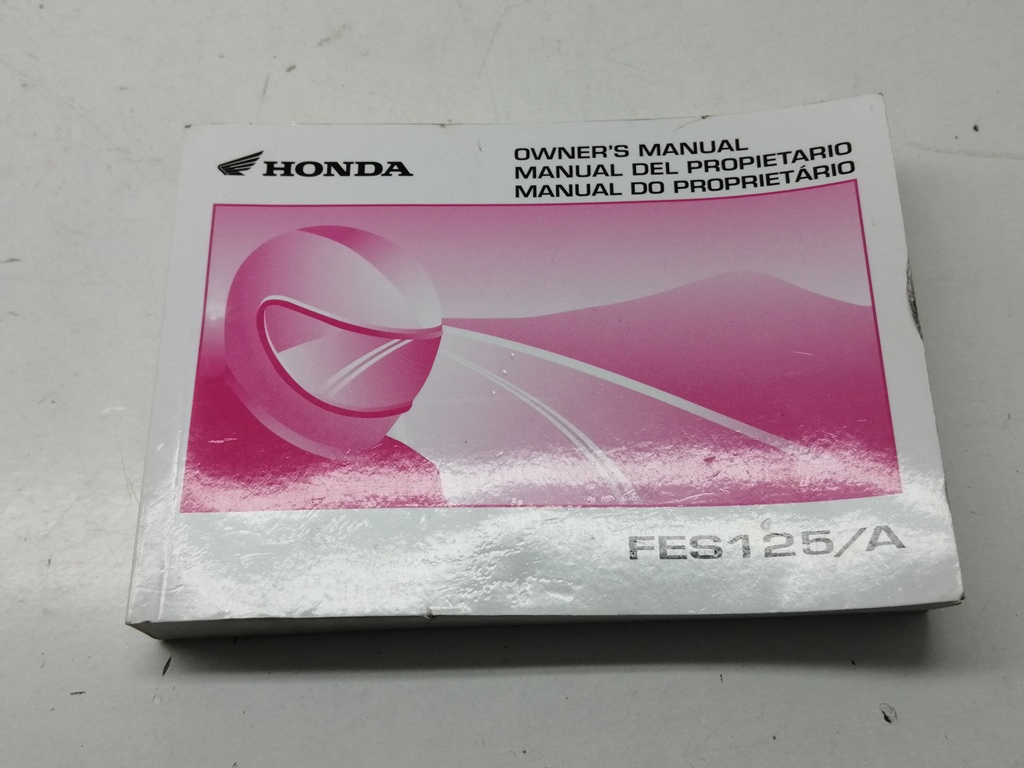 HONDA
OWNER'S MANUAL
MANUAL DEL PROPIETARIO
MANUAL DO PROPRIETÁRIO
FES125/A